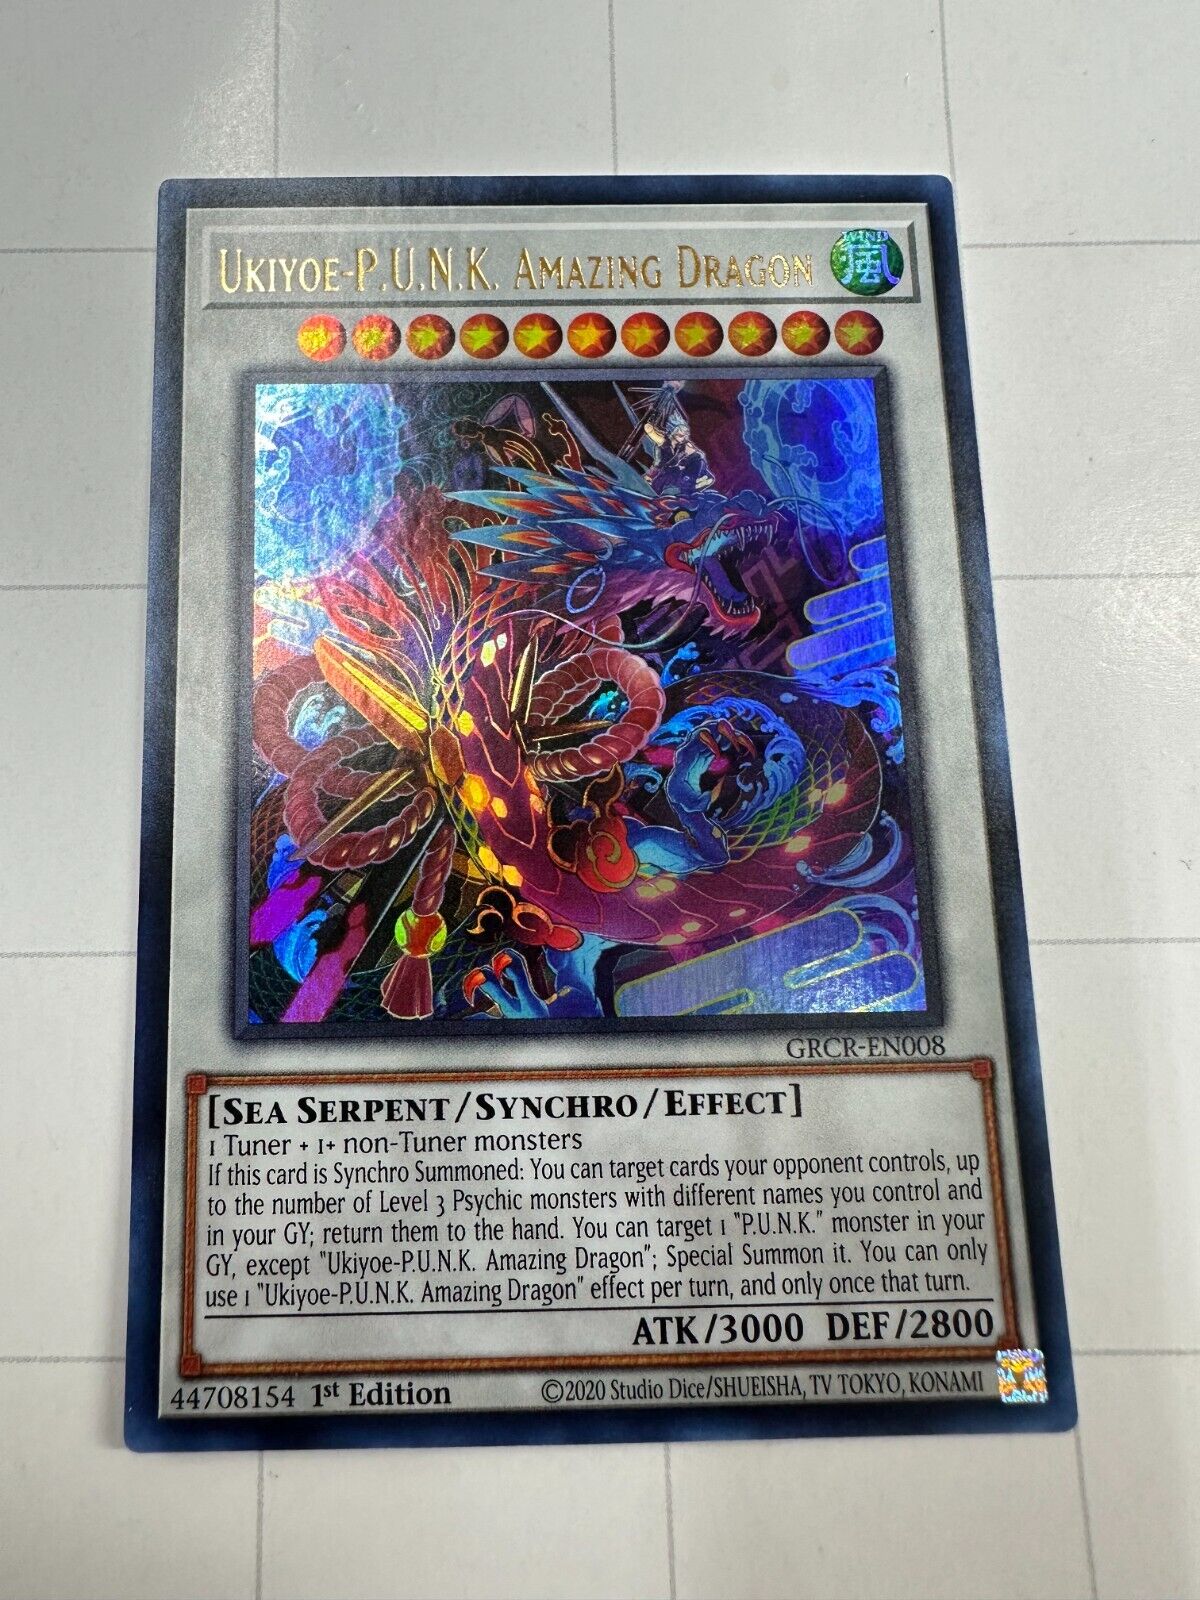 Ukiyoe-P.U.N.K. Amazing Dragon
WIND
風
GRCR-EN008
[Sea Serpent/Synchro/Effect]
1 Tuner + 1+ non-Tuner monsters
If this card is Synchro Summoned: You can target cards your opponent controls, up
to the number of Level 3 Psychic monsters with different names you control and
in your GY; return them to the hand. You can target 1 "P.U.N.K." monster in your
GY, except "Ukiyoe-P.U.N.K. Amazing Dragon"; Special Summon it. You can only
use 1 "Ukiyoe-P.U.N.K. Amazing Dragon" effect per turn, and only once that turn.
ATK/3000 DEF/2800
44708154 1st Edition ©2020 Studio Dice/SHUEISHA, TV TOKYO, KONAMI